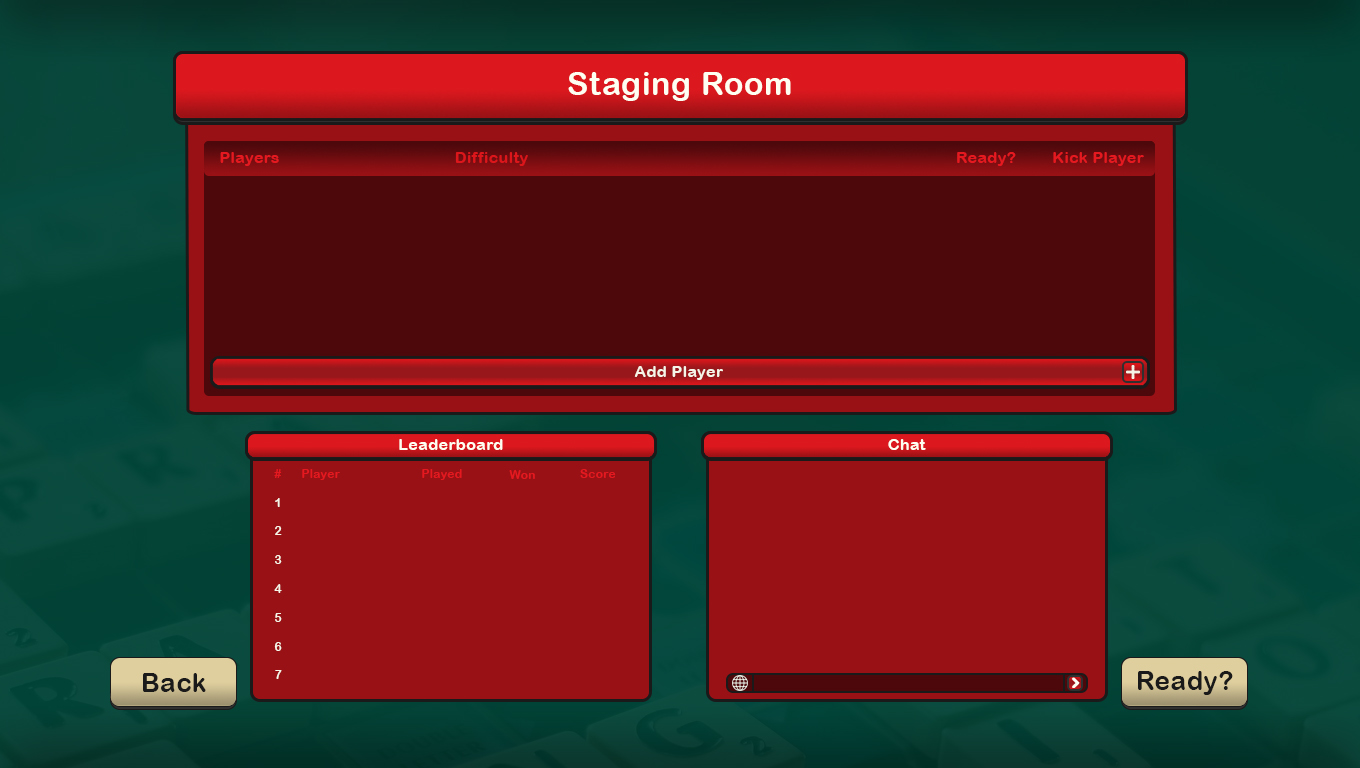 Staging Room
Players Difficulty Ready? Kick Player
Add Player
Leaderboard
# Player Played Won Score
1
2
3
4
5
6
7
Chat
Back
Ready?